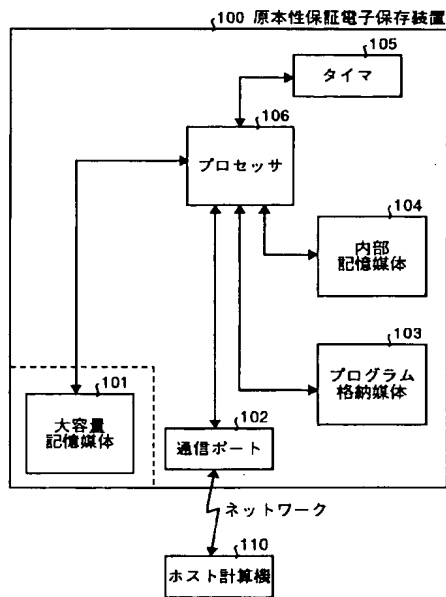 100 原本性保証電子保存装置
105
タイマ
106
プロセッサ
104
内部
記憶媒体
103
プログラム
格納媒体
101
大容量
記憶媒体
102
通信ポート
ネットワーク
110
ホスト計算機